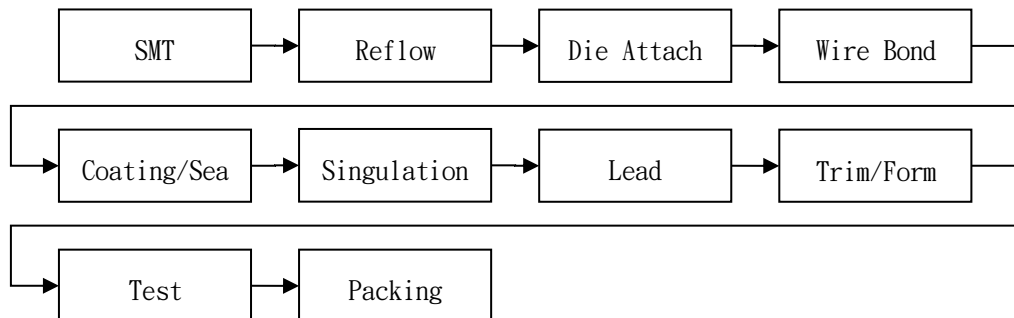 SMT
Reflow
Die Attach
Wire Bond
Coating/Sea
Singulation
Lead
Trim/Form
Test
Packing